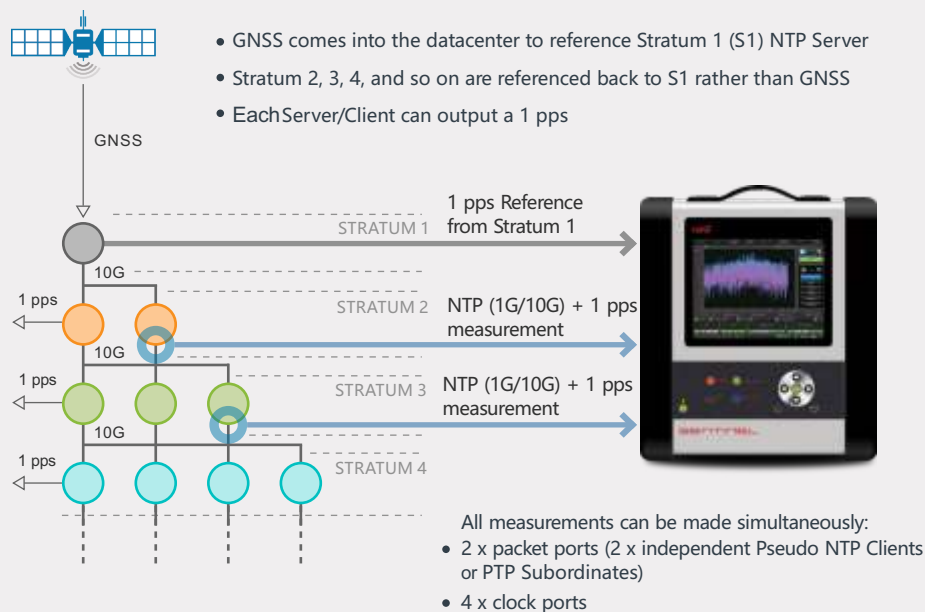 • GNSS comes into the datacenter to reference Stratum 1 (S1) NTP Server
• Stratum 2, 3, 4, and so on are referenced back to S1 rather than GNSS
• Each Server/Client can output a 1 pps
GNSS
1 pps Reference
from Stratum 1
STRATUM 1
10G
1 pps
STRATUM 2
NTP (1G/10G) + 1 pps
measurement
10G
1 pps
STRATUM 3
NTP (1G/10G) + 1 pps
measurement
10G
1 pps
STRATUM 4
All measurements can be made simultaneously:
• 2 x packet ports (2 x independent Pseudo NTP Clients
or PTP Subordinates)
• 4 x clock ports